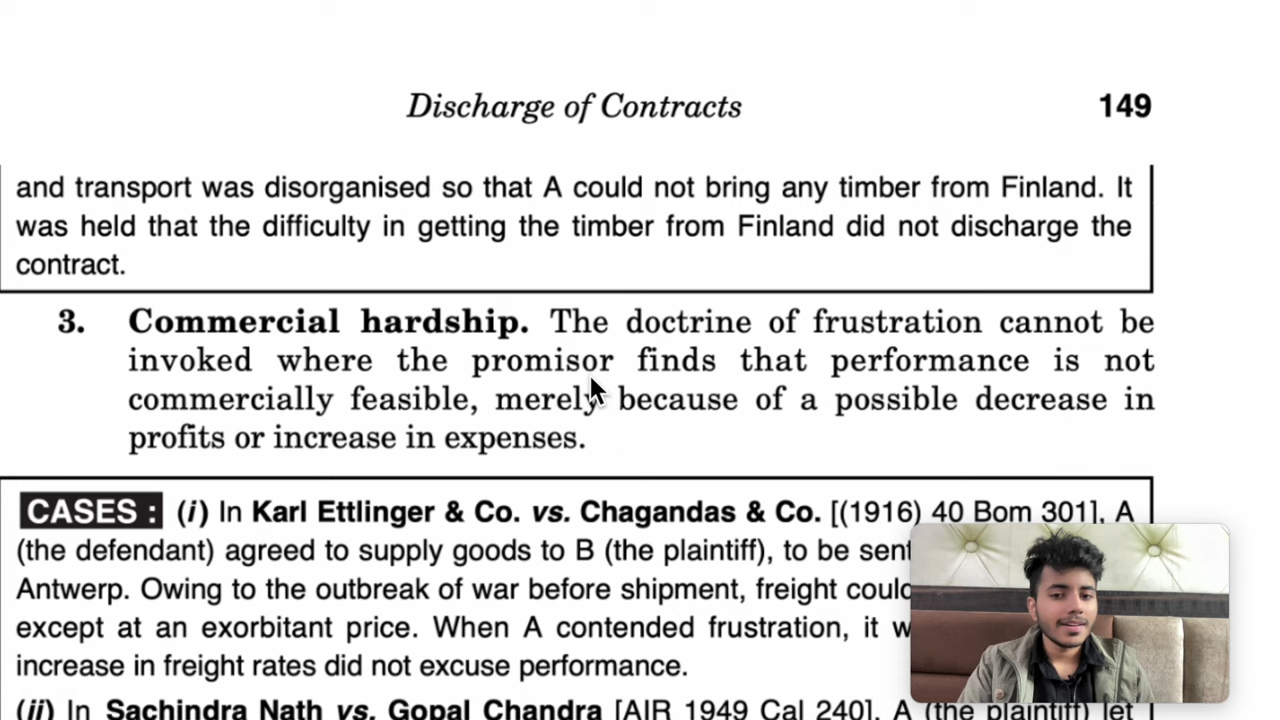 Discharge of Contracts 149
and transport was disorganised so that A could not bring any timber from Finland. It
was held that the difficulty in getting the timber from Finland did not discharge the
contract.
3. Commercial hardship. The doctrine of frustration cannot be
invoked where the promisor finds that performance is not
commercially feasible, merely because of a possible decrease in
profits or increase in expenses.
CASES : (i) In Karl Ettlinger & Co. vs. Chagandas & Co. [(1916) 40 Bom 301], A
(the defendant) agreed to supply goods to B (the plaintiff), to be sent
Antwerp. Owing to the outbreak of war before shipment, freight could
except at an exorbitant price. When A contended frustration, it w
increase in freight rates did not excuse performance.
(ii) In Sachindra Nath vs. Gopal Chandra [AIR 1949 Cal 240], A (the plaintiff) let